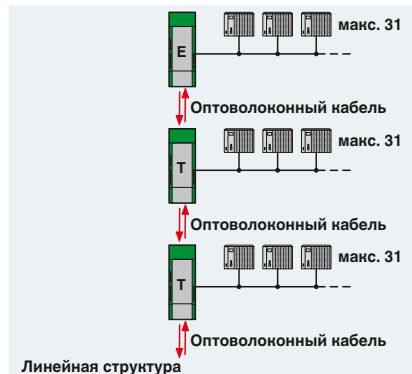 макс. 31
E
Оптоволоконный кабель
макс. 31
T
Оптоволоконный кабель
макс. 31
T
Оптоволоконный кабель
Линейная структура